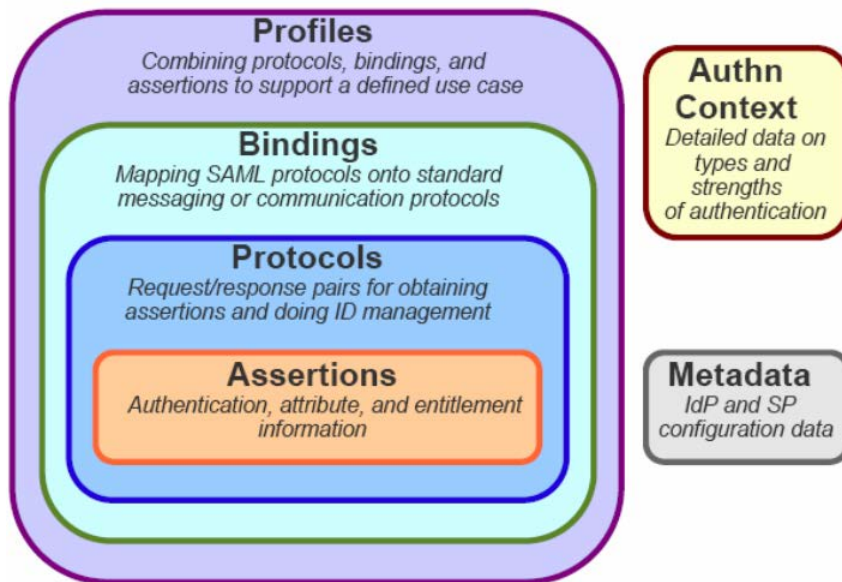 Profiles
Combining protocols, bindings, and
assertions to support a defined use case
Bindings
Mapping SAML protocols onto standard
messaging or communication protocols
Protocols
Request/response pairs for obtaining
assertions and doing ID management
Assertions
Authentication, attribute, and entitlement
information
Authn
Context
Detailed data on
types and
strengths
of authentication
Metadata
IdP and SP
configuration data